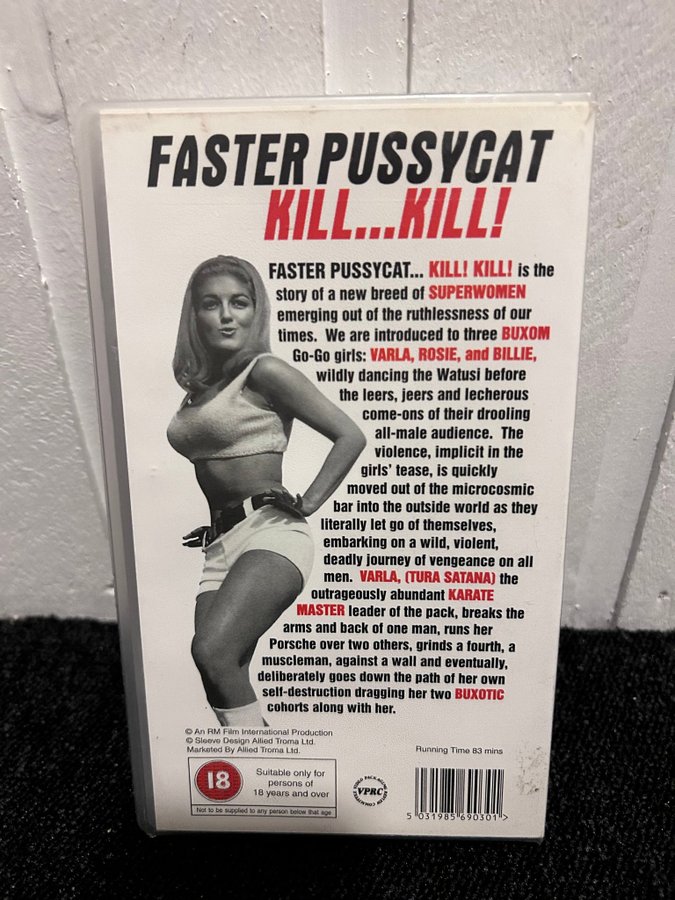 FASTER PUSSYCAT
KILL...KILL!
FASTER PUSSYCAT... KILL! KILL! is the
story of a new breed of SUPERWOMEN
emerging out of the ruthlessness of our
times. We are introduced to three BUXOM
Go-Go girls: VARLA, ROSIE, and BILLIE,
wildly dancing the Watusi before
the leers, jeers and lecherous
come-ons of their drooling
all-male audience. The
violence, implicit in the
girls' tease, is quickly
moved out of the microcosmic
bar into the outside world as they
literally let go of themselves,
embarking on a wild, violent,
deadly journey of vengeance on all
men. VARLA, (TURA SATANA) the
outrageously abundant KARATE
MASTER leader of the pack, breaks the
arms and back of one man, runs her
Porsche over two others, grinds a fourth, a
muscleman, against a wall and eventually,
deliberately goes down the path of her own
self-destruction dragging her two BUXOTIC
cohorts along with her.
© An RM Film International Production
© Sleeve Design Allied Troma Ltd.
Marketed By Allied Troma Ltd.
Running Time 83 mins
18
Suitable only for
persons of
18 years and over
Not to be supplied to any person below that age
VPRC
5 031985 690301 >